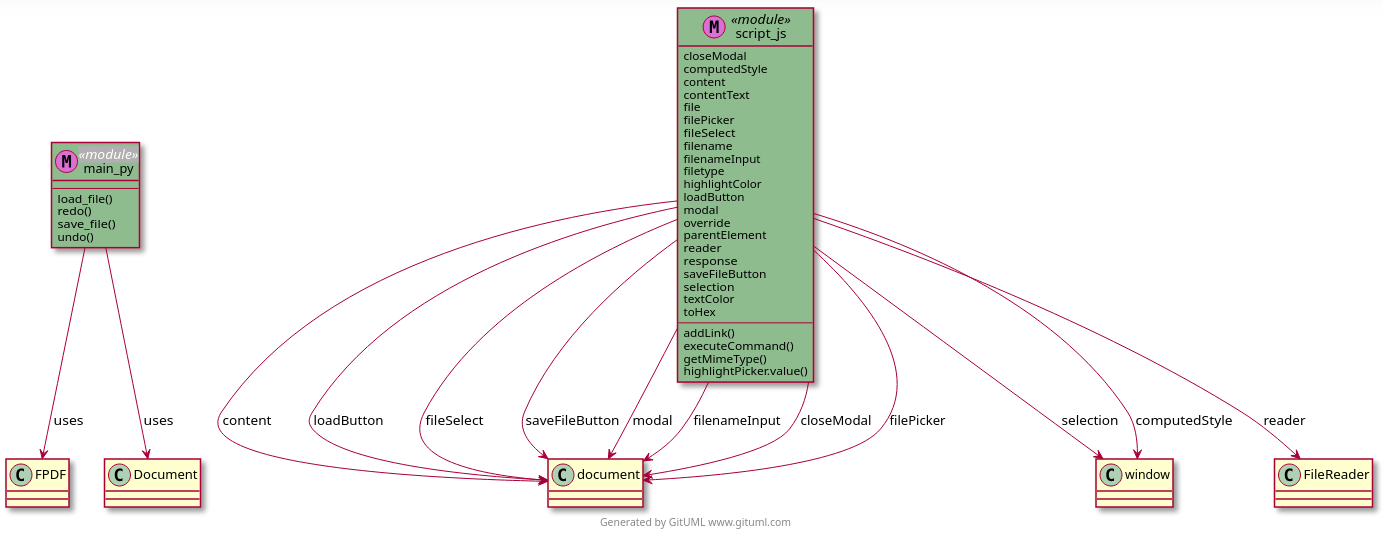 M «module»
script_js
closeModal
computedStyle
content
contentText
file
filePicker
fileSelect
filename
filenameInput
filetype
highlightColor
loadButton
modal
override
parentElement
reader
response
saveFileButton
selection
textColor
toHex
addLink()
executeCommand()
getMimeType()
highlightPicker.value()
M «module»
main_py
load_file()
redo()
save_file()
undo()
uses
uses
content
loadButton
fileSelect
saveFileButton
modal
filenameInput
closeModal
filePicker
selection
computedStyle
reader
C FPDF
C Document
C document
C window
C FileReader
Generated by GitUML www.gituml.com